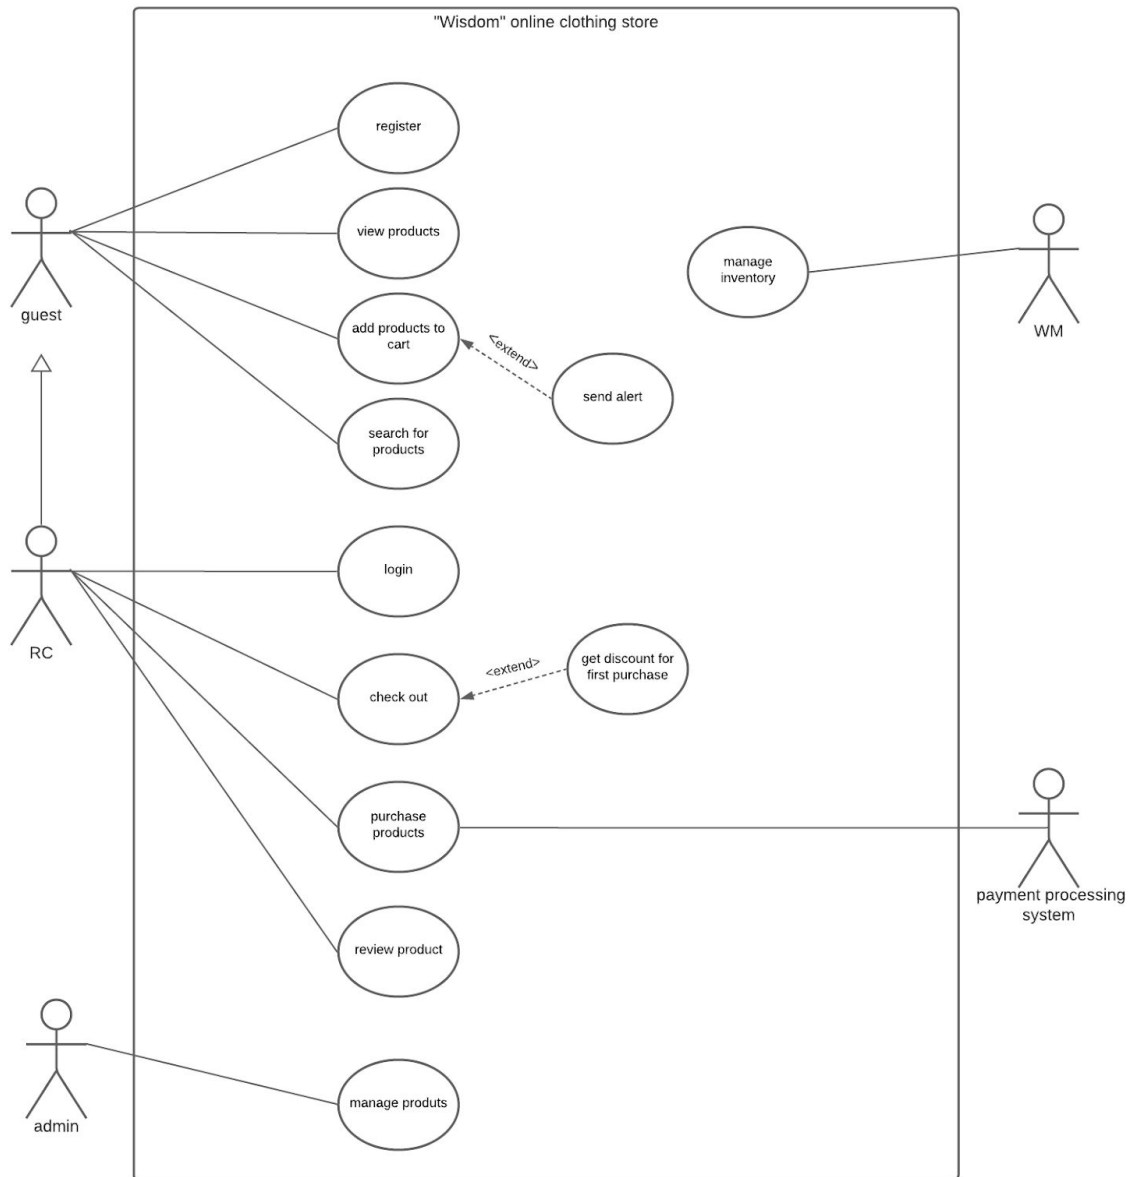 "Wisdom" online clothing store
register
view products
guest
manage
inventory
WM
add products to
cart
<extend>
send alert
search for
products
login
RC
check out
<extend>
get discount for
first purchase
purchase
products
payment processing
system
review product
admin
manage produts